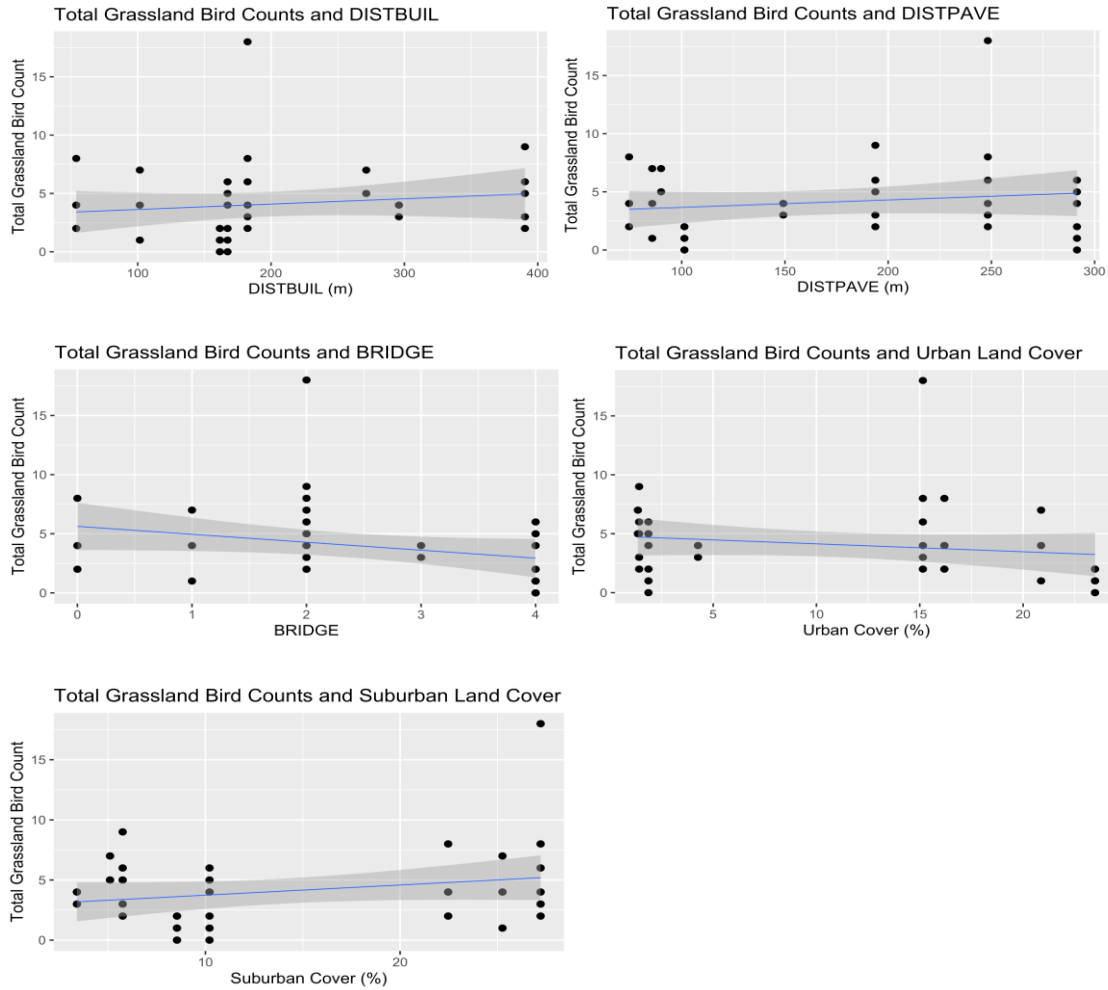 Total Grassland Bird Counts and DISTBUIL
Total Grassland Bird Count
15
10
5
0
100
200
300
400
DISTBUIL (m)
Total Grassland Bird Counts and DISTPAVE
Total Grassland Bird Count
15
10
5
0
100
150
200
250
300
DISTPAVE (m)
Total Grassland Bird Counts and BRIDGE
Total Grassland Bird Count
15
10
5
0
0
1
2
3
4
BRIDGE
Total Grassland Bird Counts and Urban Land Cover
Total Grassland Bird Count
15
10
5
0
5
10
15
20
Urban Cover (%)
Total Grassland Bird Counts and Suburban Land Cover
Total Grassland Bird Count
15
10
5
0
10
20
Suburban Cover (%)